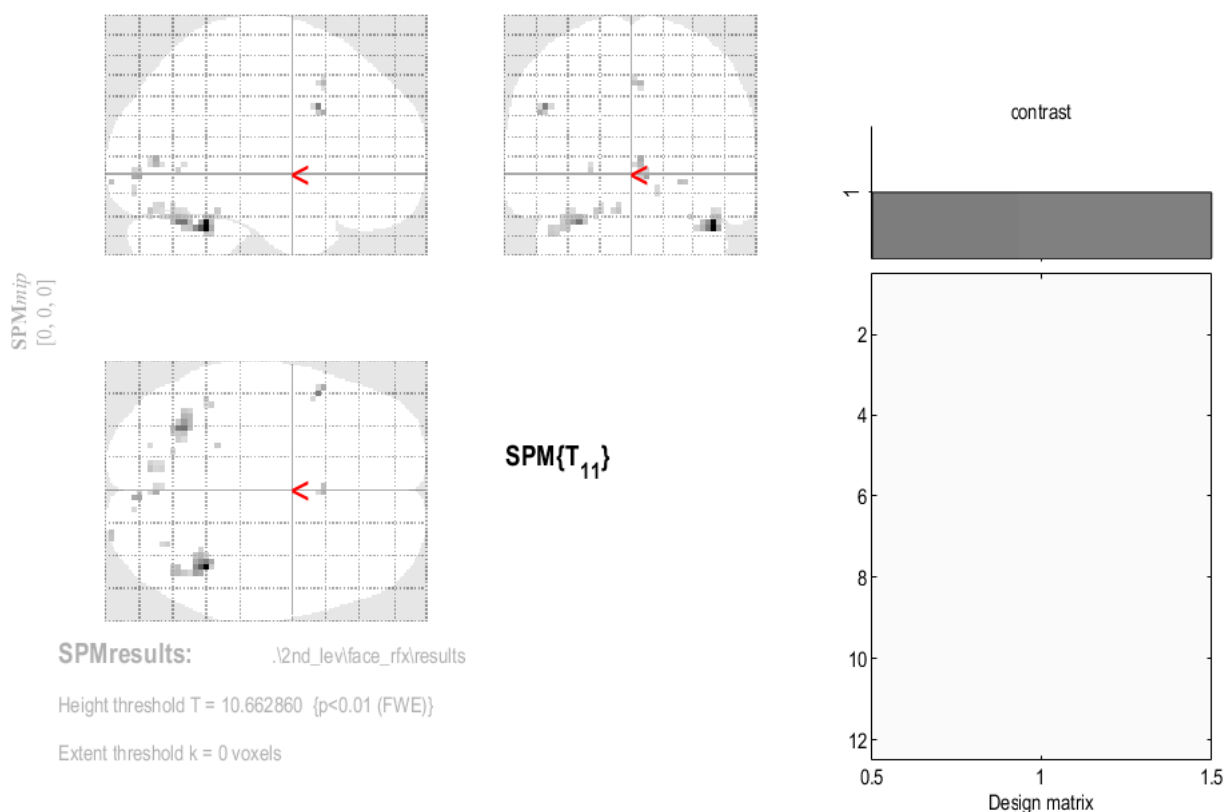 contrast
1
SPMmip
[0, 0, 0]
<
<
<
SPM{T11}
SPMresults: .\2nd_lev\face_rfx\results
Height threshold T = 10.662860 {p<0.01 (FWE)}
Extent threshold k = 0 voxels
2
4
6
8
10
12
0.5 1 1.5
Design matrix